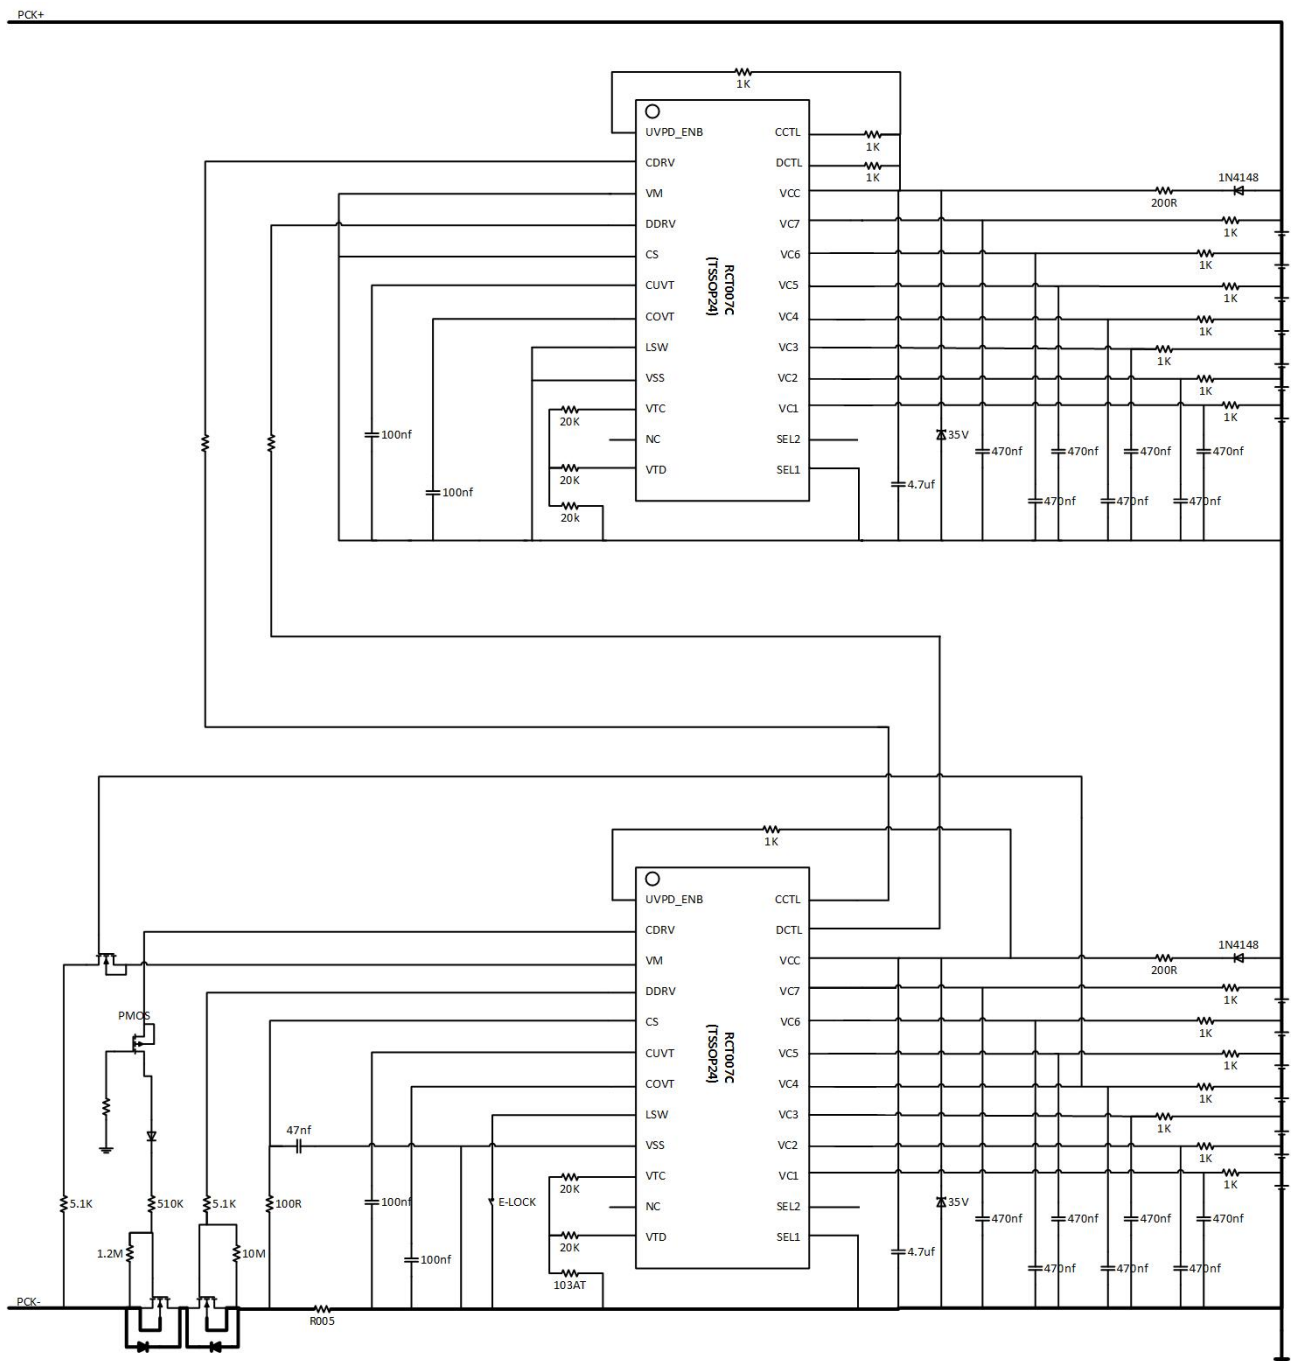 PCK+
1K
UVPD_ENB
CCTL
1K
CDRV
DCTL
1K
1N4148
VM
VCC
200R
DDRV
VC7
1K
CS
VC6
1K
RCT007C
(TSSOP24)
CUVT
VC5
1K
COVT
VC4
1K
LSW
VC3
1K
VSS
VC2
1K
VTC
VC1
20K
1K
100nf
NC
SEL2
35V
470nf
470nf
470nf
470nf
VTD
SEL1
20K
4.7uf
100nf
470nf
470nf
470nf
20k
1K
UVPD_ENB
CCTL
CDRV
DCTL
1N4148
VM
VCC
200R
DDRV
VC7
1K
PMOS
CS
VC6
1K
RCT007C
(TSSOP24)
CUVT
VC5
1K
COVT
VC4
1K
LSW
VC3
1K
47nf
VSS
VC2
1K
VTC
VC1
20K
1K
5.1K
510K
5.1K
100R
100nf
E-LOCK
NC
SEL2
35V
470nf
470nf
470nf
470nf
VTD
SEL1
20K
1.2M
10M
100nf
4.7uf
470nf
470nf
470nf
103AT
PCK-
R005